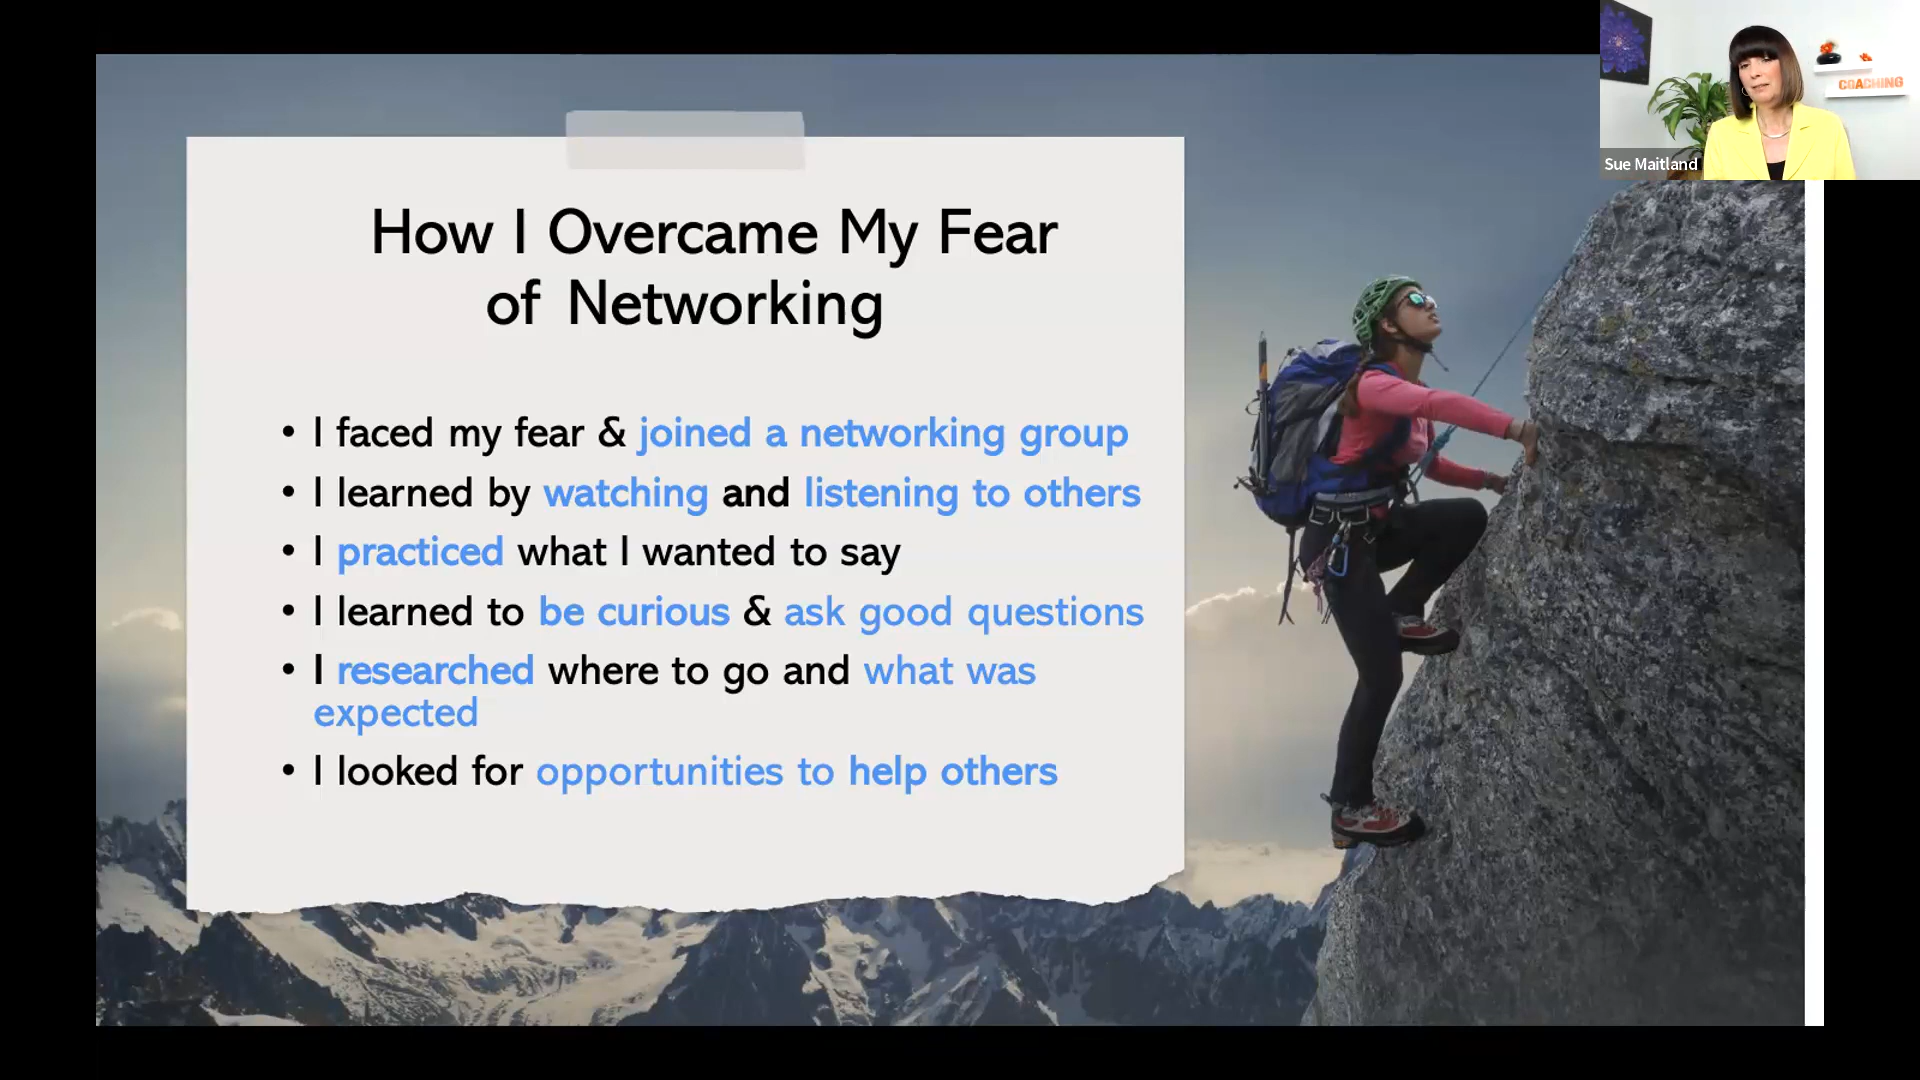 COACHING
Sue Maitland
How I Overcame My Fear
of Networking
• I faced my fear & joined a networking group
• I learned by watching and listening to others
• I practiced what I wanted to say
• I learned to be curious & ask good questions
• I researched where to go and what was
expected
• I looked for opportunities to help others